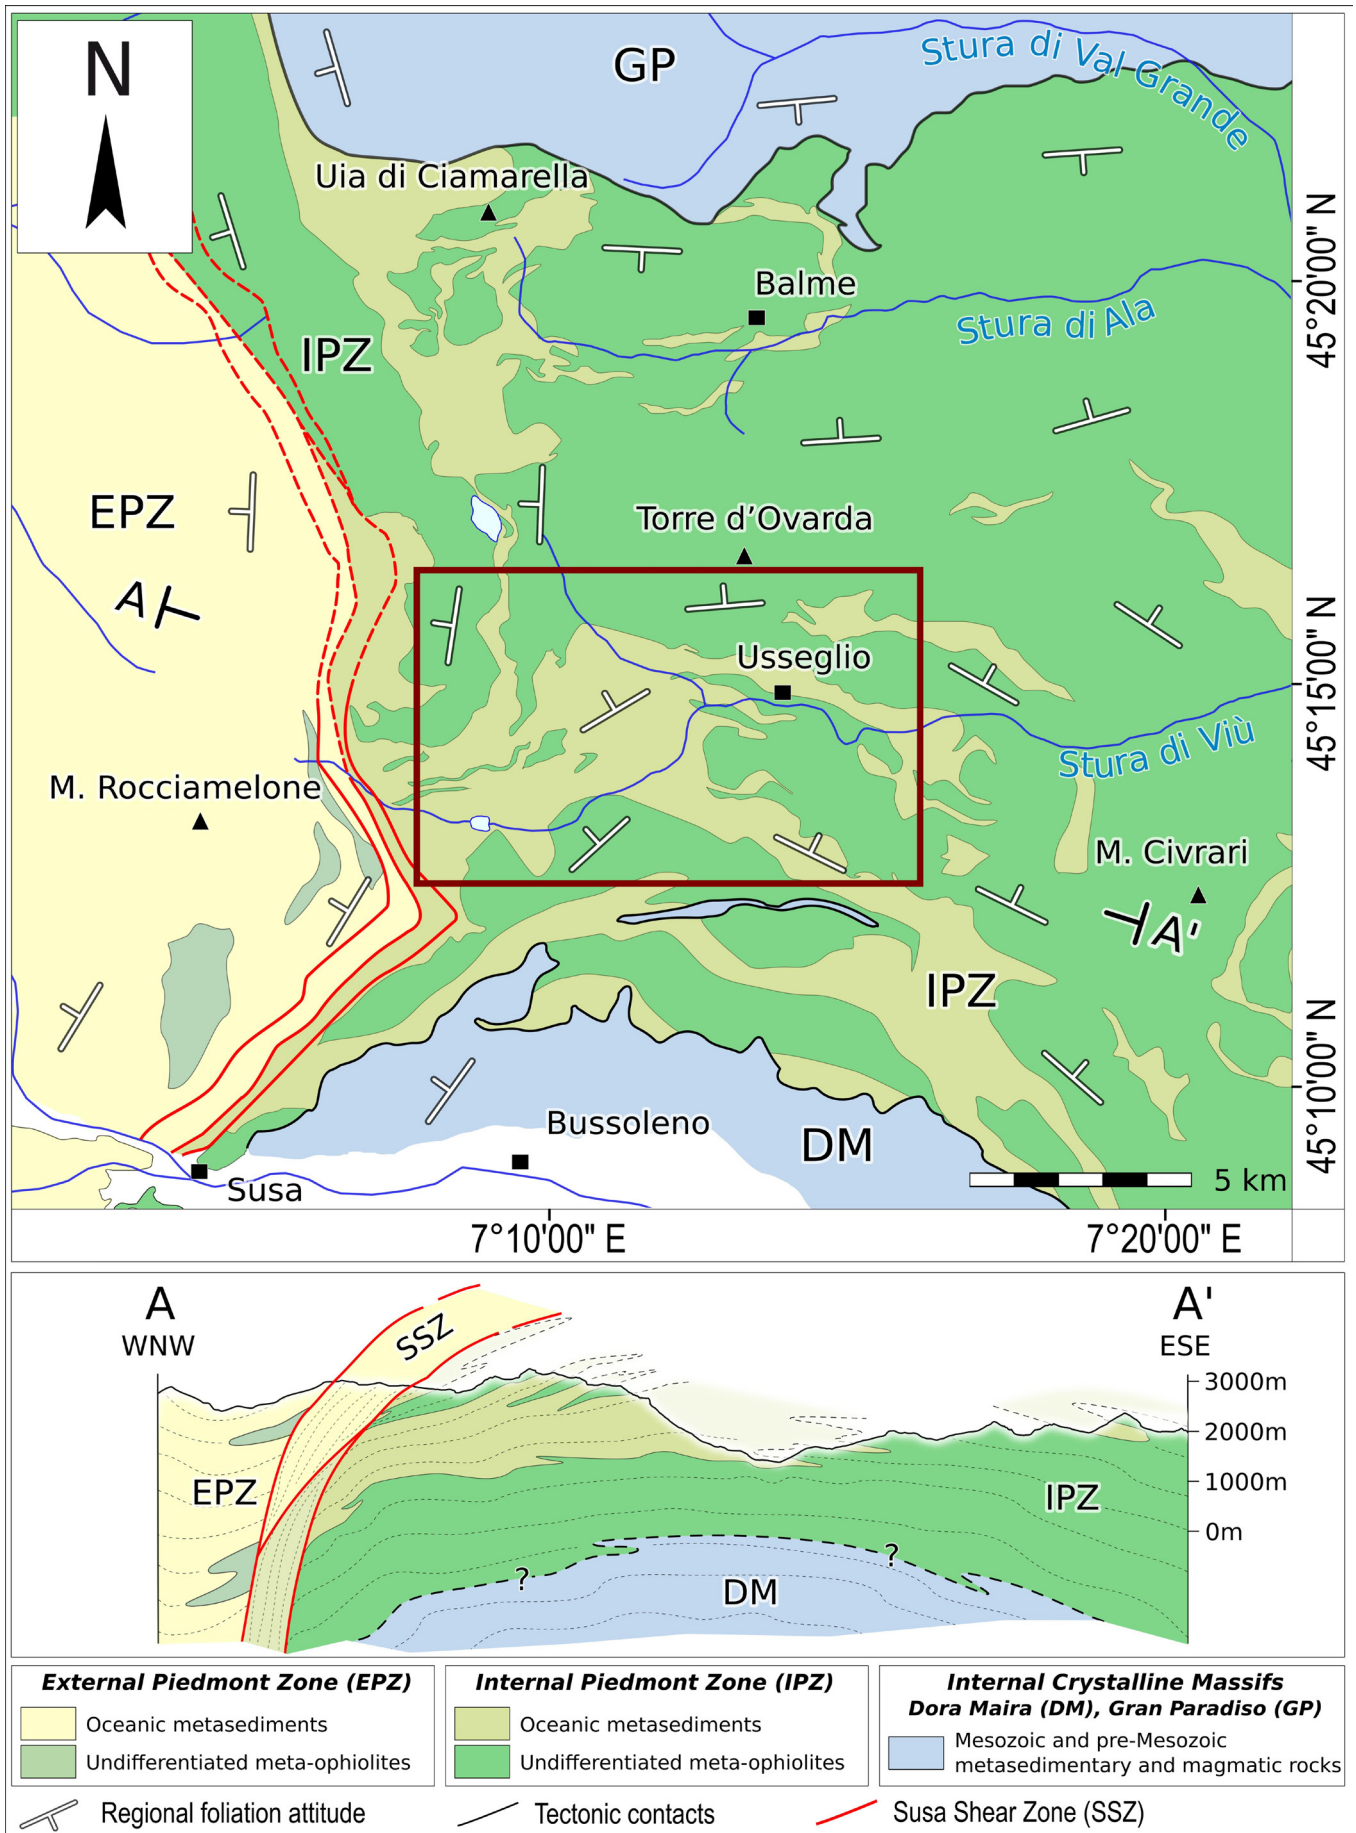 N
GP
Stura di Val Grande
Uia di Ciamarella
45°20'00" N
Balme
Stura di Ala
IPZ
EPZ
Torre d’Ovarda
A
45°15'00" N
Usseglio
Stura di Viù
M. Rocciamelone
M. Civrari
A'
IPZ
45°10'00" N
Bussoleno
DM
Susa
5 km
7°10'00" E
7°20'00" E
A
WNW
A'
ESE
SSZ
3000m
2000m
1000m
0m
EPZ
IPZ
?
?
DM
External Piedmont Zone (EPZ)
Oceanic metasediments
Undifferentiated meta-ophiolites
Internal Piedmont Zone (IPZ)
Oceanic metasediments
Undifferentiated meta-ophiolites
Internal Crystalline Massifs
Dora Maira (DM), Gran Paradiso (GP)
Mesozoic and pre-Mesozoic
metasedimentary and magmatic rocks
Regional foliation attitude
Tectonic contacts
Susa Shear Zone (SSZ)